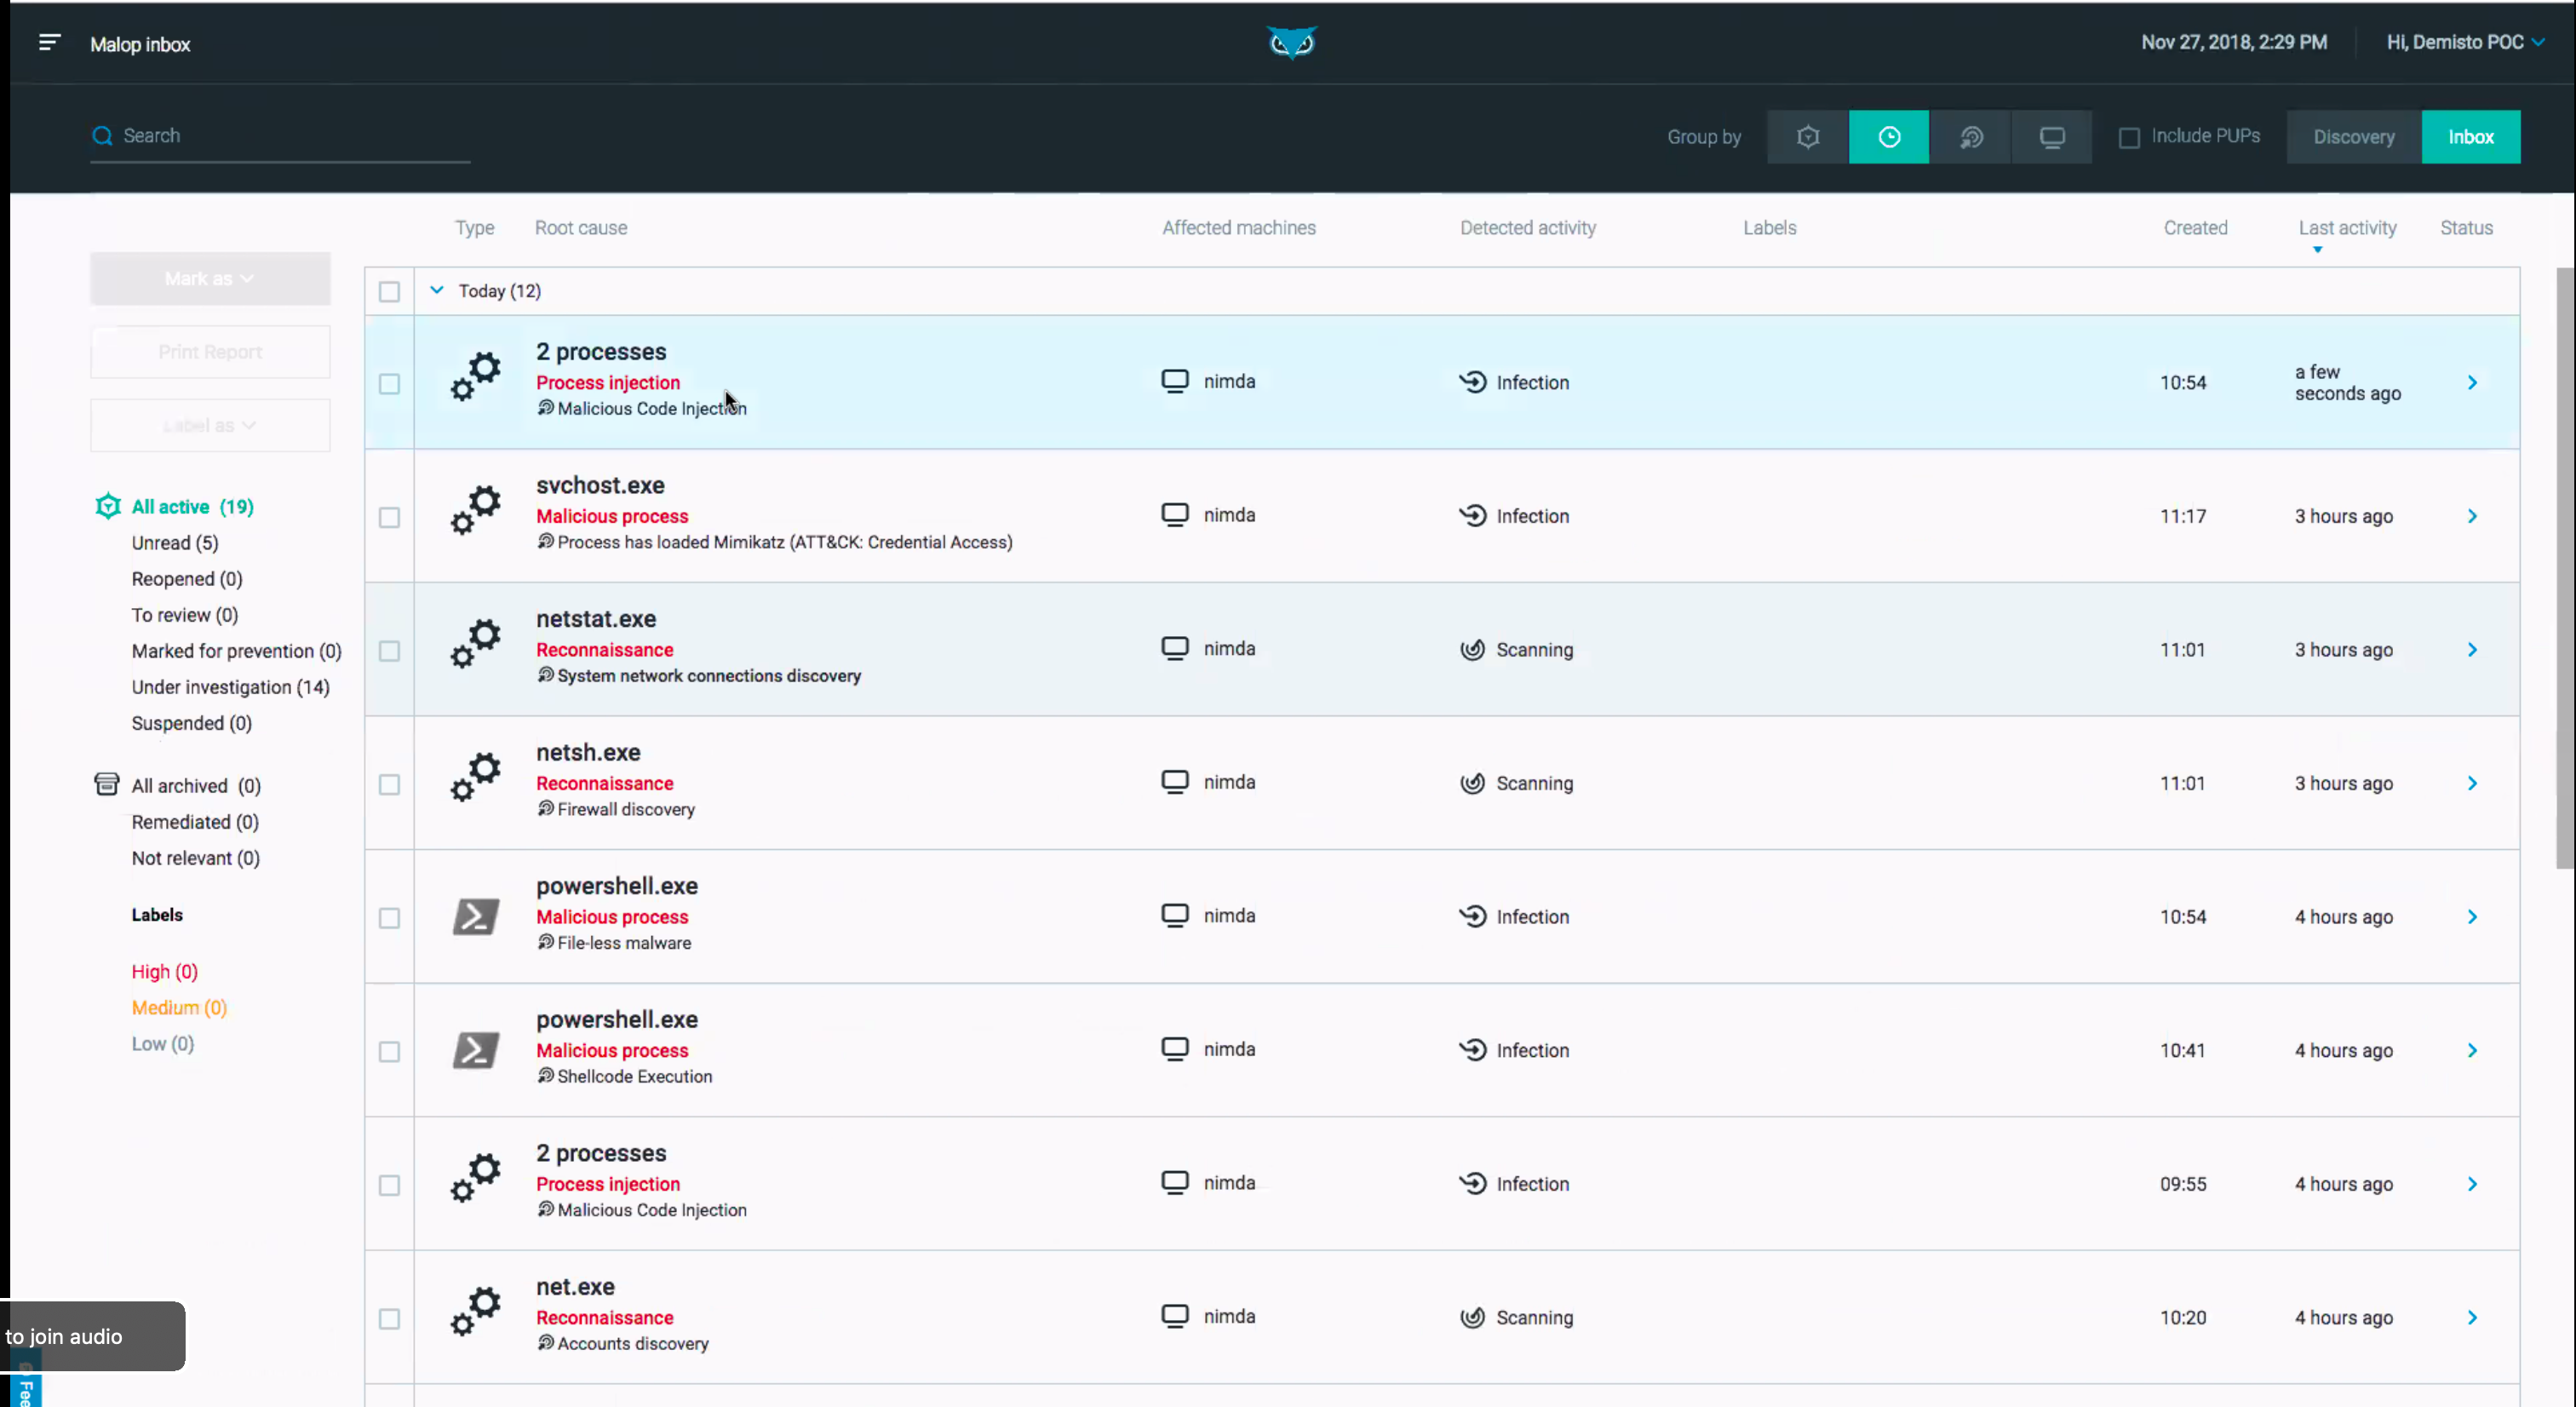 Malop inbox
Nov 27, 2018, 2:29 PM
Hi, Demisto POC
Search
Group by
Include PUPs
Discovery
Inbox
Type
Root cause
Affected machines
Detected activity
Labels
Created
Last activity
Status
Mark as
Print Report
Label as
All active (19)
Unread (5)
Reopened (0)
To review (0)
Marked for prevention (0)
Under investigation (14)
Suspended (0)
All archived (0)
Remediated (0)
Not relevant (0)
Labels
High (0)
Medium (0)
Low (0)
Today (12)
2 processes
Process injection
Malicious Code Injection
nimda
Infection
10:54
a few
seconds ago
svchost.exe
Malicious process
Process has loaded Mimikatz (ATT&CK: Credential Access)
nimda
Infection
11:17
3 hours ago
netstat.exe
Reconnaissance
System network connections discovery
nimda
Scanning
11:01
3 hours ago
netsh.exe
Reconnaissance
Firewall discovery
nimda
Scanning
11:01
3 hours ago
powershell.exe
Malicious process
File-less malware
nimda
Infection
10:54
4 hours ago
powershell.exe
Malicious process
Shellcode Execution
nimda
Infection
10:41
4 hours ago
2 processes
Process injection
Malicious Code Injection
nimda
Infection
09:55
4 hours ago
net.exe
Reconnaissance
Accounts discovery
nimda
Scanning
10:20
4 hours ago
to join audio
Fee